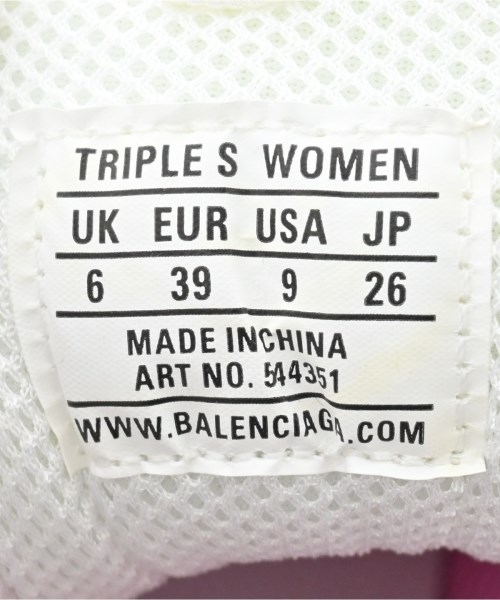 TRIPLE S WOMEN
UK EUR USA JP
6 39 9 26
MADE INCHINA
ART NO. 544351
WWW.BALENCIAGA.COM